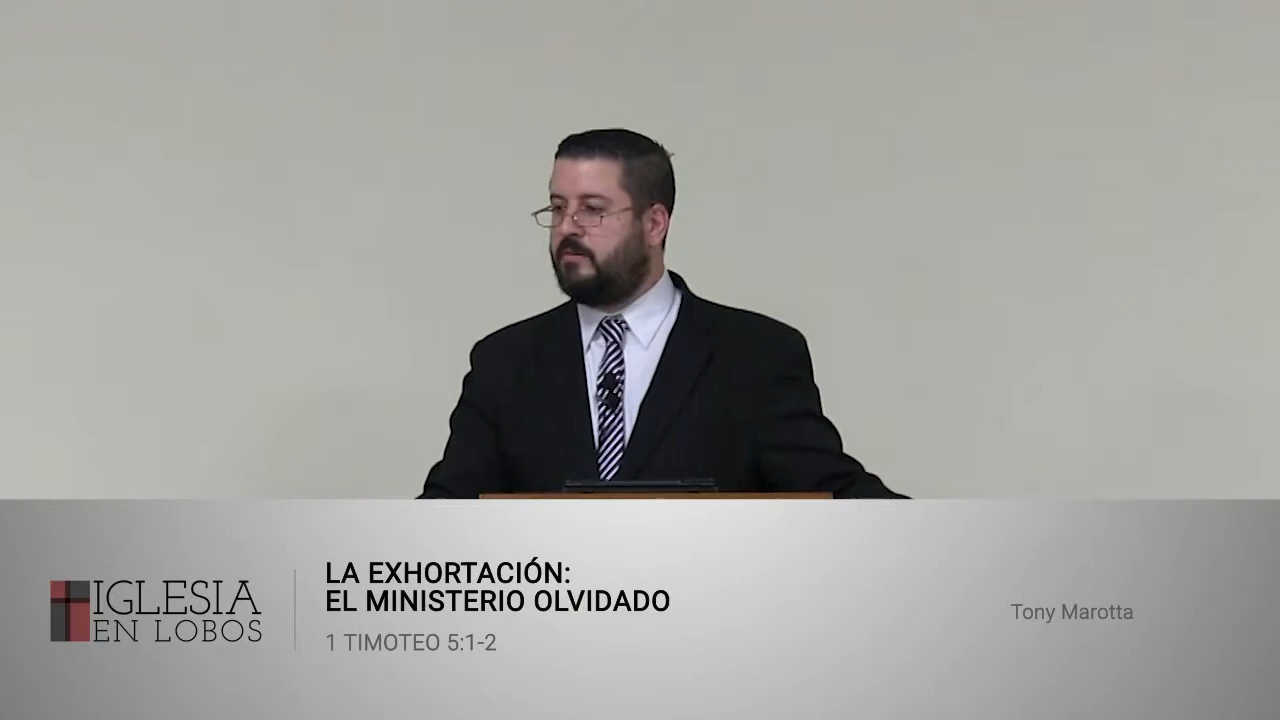 IGLESIA
EN LOBOS
LA EXHORTACIÓN:
EL MINISTERIO OLVIDADO
1 TIMOTEO 5:1-2
Tony Marotta